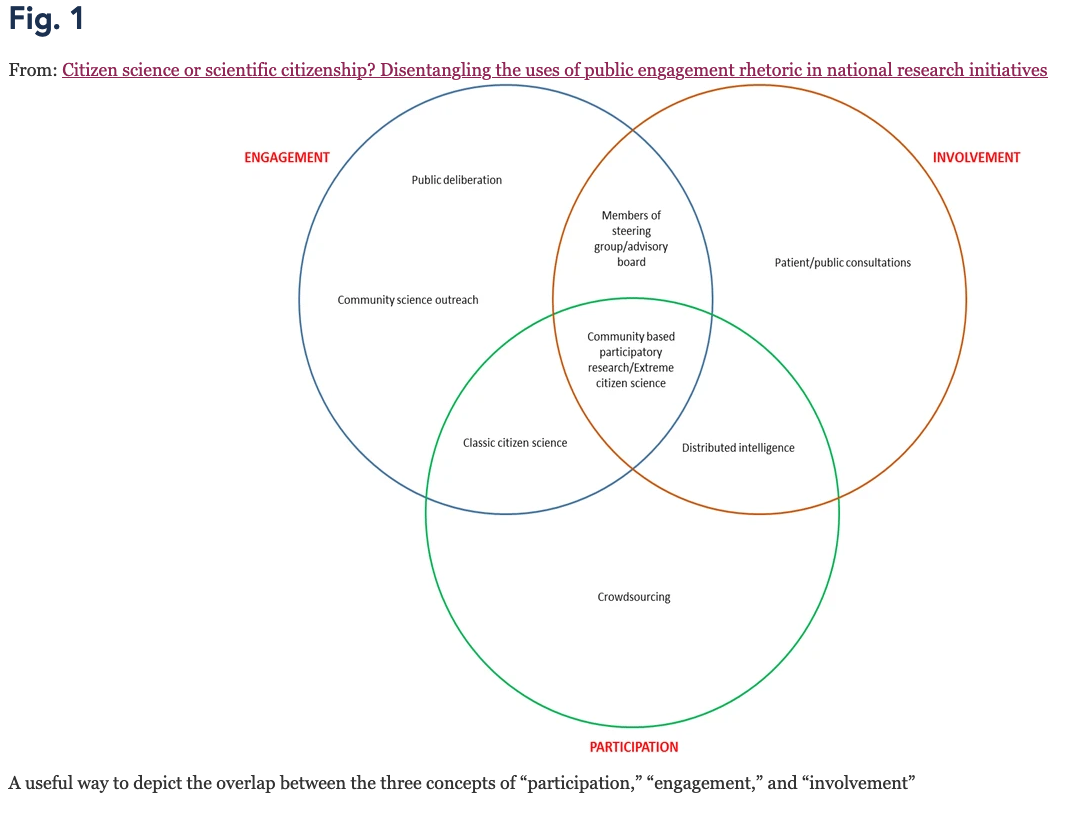 Fig. 1
From: Citizen science or scientific citizenship? Disentangling the uses of public engagement rhetoric in national research initiatives
ENGAGEMENT
INVOLVEMENT
Public deliberation
Members of
steering
group/advisory
board
Patient/public consultations
Community science outreach
Community based
participatory
research/Extreme
citizen science
Classic citizen science
Distributed intelligence
Crowdsourcing
PARTICIPATION
A useful way to depict the overlap between the three concepts of “participation,” “engagement,” and “involvement”